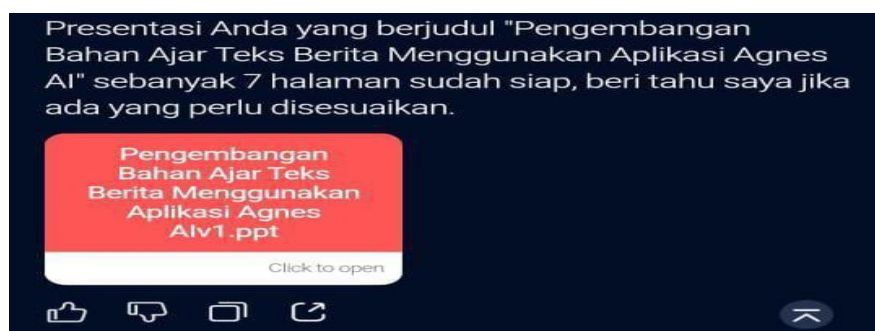 Presentasi Anda yang berjudul "Pengembangan
Bahan Ajar Teks Berita Menggunakan Aplikasi Agnes
AI" sebanyak 7 halaman sudah siap, beri tahu saya jika
ada yang perlu disesuaikan.
Pengembangan
Bahan Ajar Teks
Berita Menggunakan
Aplikasi Agnes
AIv1.ppt
Click to open